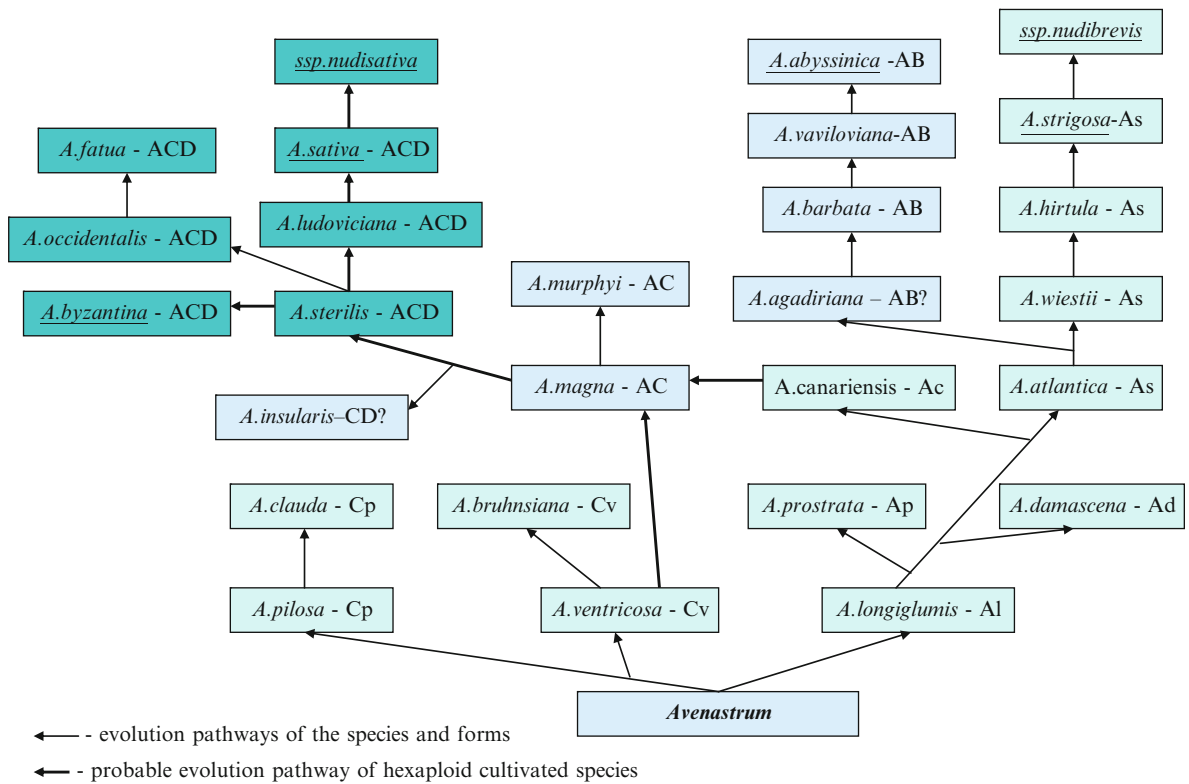 ssp.nudibrevis
ssp.nudisativa
A.abyssinica -AB
A.strigosa-As
A.fatua - ACD
A.sativa - ACD
A.vaviloviana-AB
A.occidentalis - ACD
A.ludoviciana - ACD
A.barbata - AB
A.hirtula - As
A.murphyi - AC
A.agadiriana – AB?
A.wiestii - As
A.byzantina - ACD
A.sterilis - ACD
A.magna - AC
A.canariensis - Ac
A.atlantica - As
A.insularis–CD?
A.clauda - Cp
A.bruhnsiana - Cv
A.prostrata - Ap
A.damascena - Ad
A.pilosa - Cp
A.ventricosa - Cv
A.longiglumis - Al
Avenastrum
- evolution pathways of the species and forms
- probable evolution pathway of hexaploid cultivated species